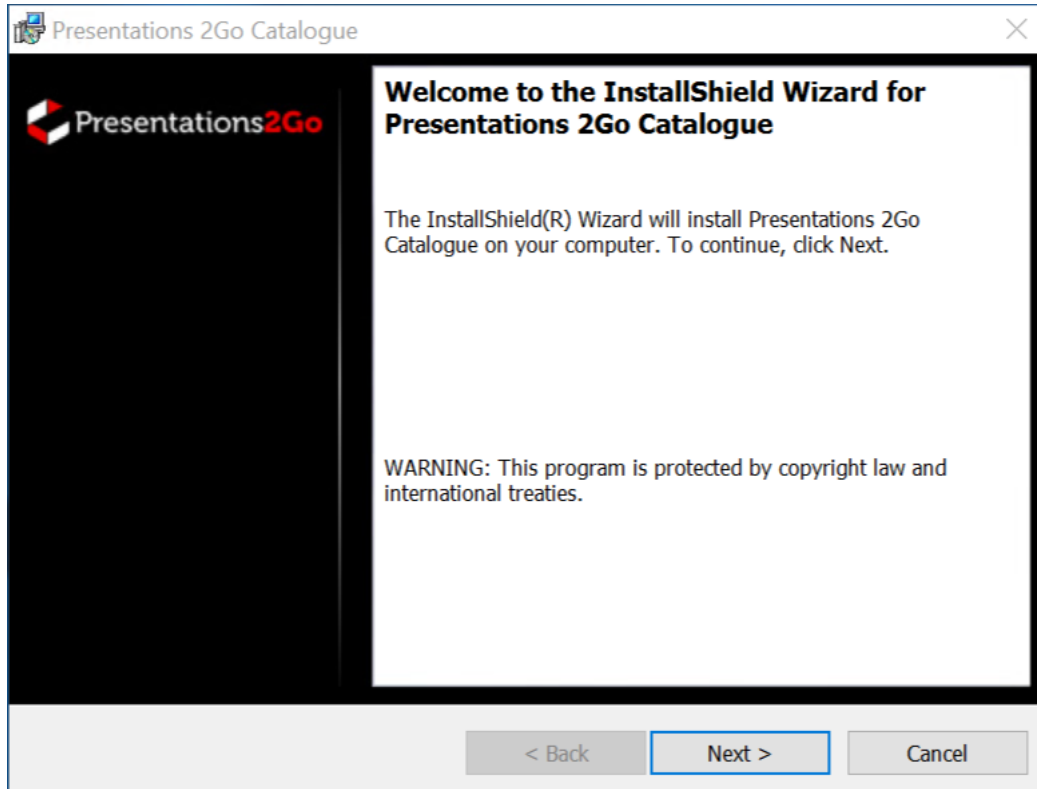 Presentations 2Go Catalogue
Presentations2Go
Welcome to the InstallShield Wizard for
Presentations 2Go Catalogue
The InstallShield(R) Wizard will install Presentations 2Go
Catalogue on your computer. To continue, click Next.
WARNING: This program is protected by copyright law and
international treaties.
< Back
Next >
Cancel